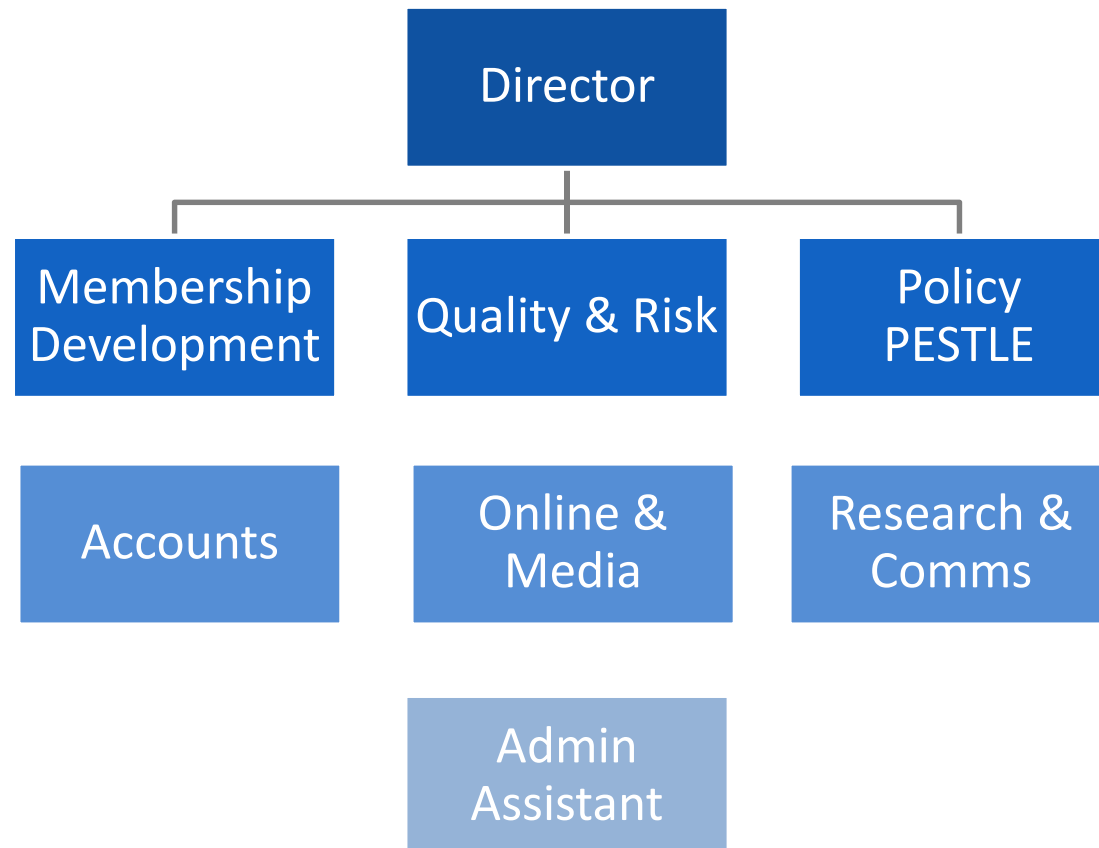 Director
Membership
Development
Quality & Risk
Policy
PESTLE
Accounts
Online &
Media
Research &
Comms
Admin
Assistant